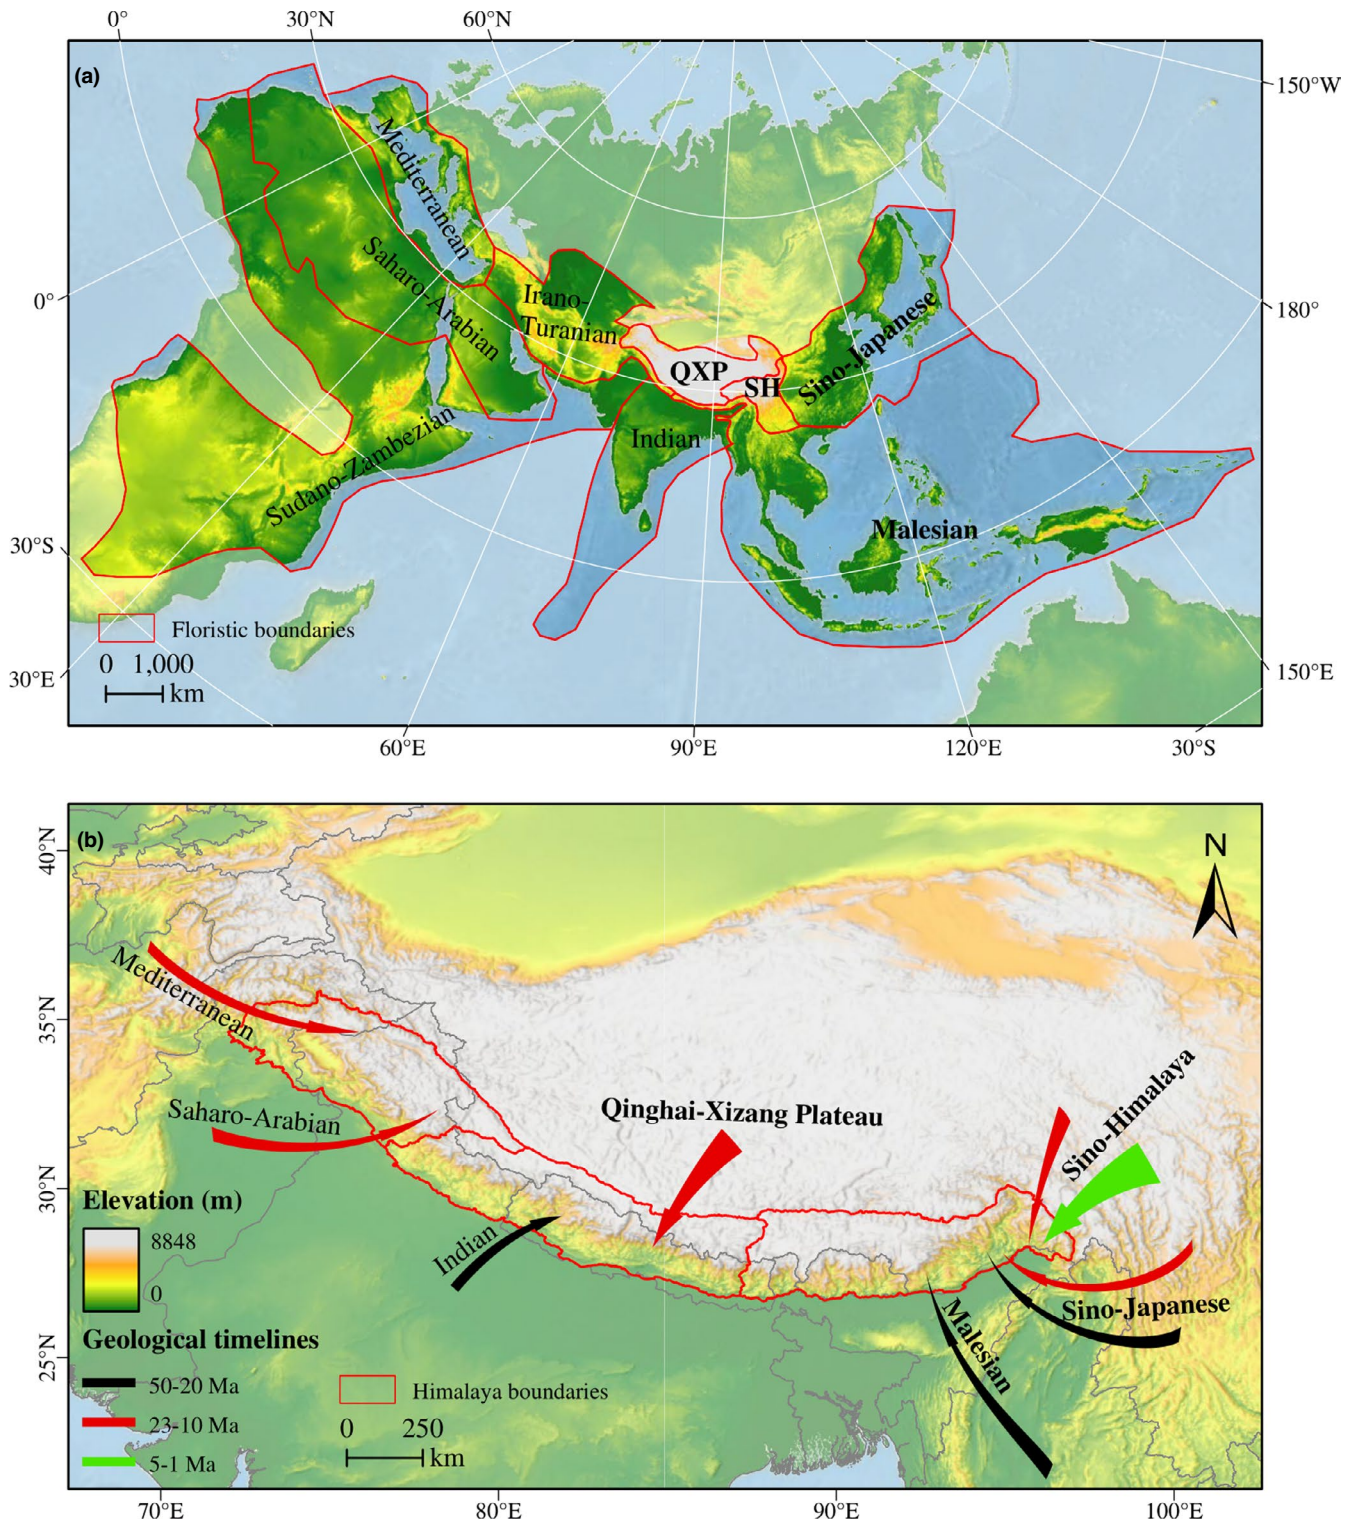 0° 30°N 60°N
(a)
150°W
Mediterranean
Saharo-Arabian
Irano-
Turanian
0°
180°
QXP
SH
Sino-Japanese
Indian
Sudano-Zambezian
Malesian
30°S
Floristic boundaries
0 1,000
km
30°E
150°E
60°E 90°E 120°E 30°S
(b)
40°N
N
Mediterranean
35°N
Saharo-Arabian
Qinghai-Xizang Plateau
Sino-Himalaya
30°N
Elevation (m)
8848
0
Indian
Sino-Japanese
Malesian
Geological timelines
25°N
50-20 Ma
23-10 Ma
5-1 Ma
Himalaya boundaries
0 250
km
70°E 80°E 90°E 100°E